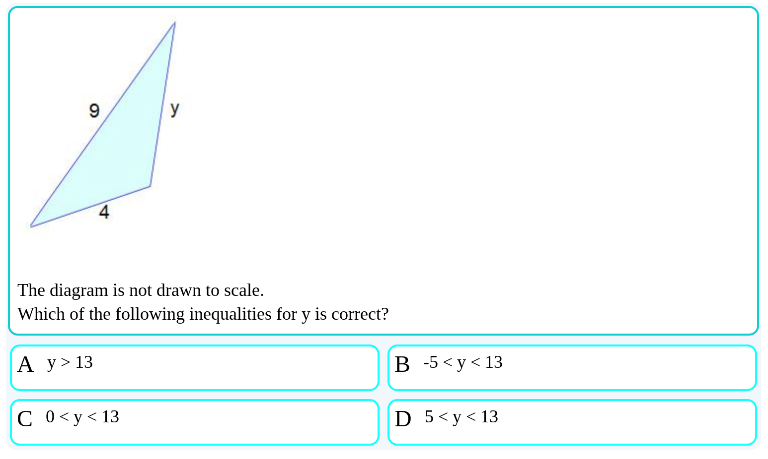 9
y
4
The diagram is not drawn to scale.
Which of the following inequalities for y is correct?
A y > 13
B -5 < y < 13
C 0 < y < 13
D 5 < y < 13